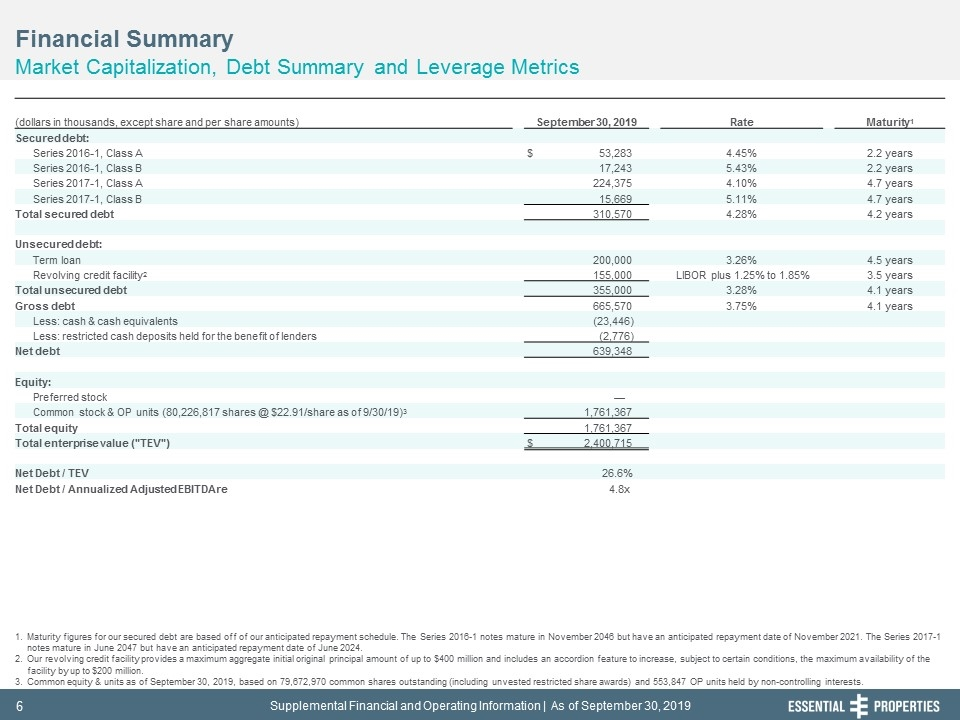 Financial Summary
Market Capitalization, Debt Summary and Leverage Metrics
(dollars in thousands, except share and per share amounts) September 30, 2019 Rate Maturity1
Secured debt:
Series 2016-1, Class A $ 53,283 4.45% 2.2 years
Series 2016-1, Class B 17,243 5.43% 2.2 years
Series 2017-1, Class A 224,375 4.10% 4.7 years
Series 2017-1, Class B 15,669 5.11% 4.7 years
Total secured debt 310,570 4.28% 4.2 years
Unsecured debt:
Term loan 200,000 3.26% 4.5 years
Revolving credit facility2 155,000 LIBOR plus 1.25% to 1.85% 3.5 years
Total unsecured debt 355,000 3.28% 4.1 years
Gross debt 665,570 3.75% 4.1 years
Less: cash & cash equivalents (23,446)
Less: restricted cash deposits held for the benefit of lenders (2,776)
Net debt 639,348
Equity:
Preferred stock —
Common stock & OP units (80,226,817 shares @ $22.91/share as of 9/30/19)3 1,761,367
Total equity 1,761,367
Total enterprise value ("TEV") $ 2,400,715
Net Debt / TEV 26.6%
Net Debt / Annualized Adjusted EBITDAre 4.8x
1. Maturity figures for our secured debt are based off of our anticipated repayment schedule. The Series 2016-1 notes mature in November 2046 but have an anticipated repayment date of November 2021. The Series 2017-1
notes mature in June 2047 but have an anticipated repayment date of June 2024.
2. Our revolving credit facility provides a maximum aggregate initial original principal amount of up to $400 million and includes an accordion feature to increase, subject to certain conditions, the maximum availability of the
facility by up to $200 million.
3. Common equity & units as of September 30, 2019, based on 79,672,970 common shares outstanding (including unvested restricted share awards) and 553,847 OP units held by non-controlling interests.
6 Supplemental Financial and Operating Information | As of September 30, 2019 ESSENTIAL PROPERTIES